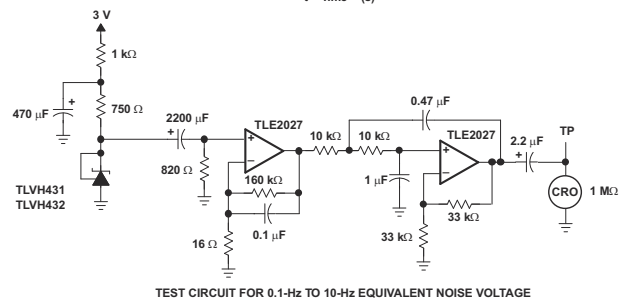 3 V
1 kΩ
470 µF
+
750 Ω
2200 µF
+
820 Ω
TLVH431
TLVH432
TLE2027
+
−
160 kΩ
0.1 µF
16 Ω
10 kΩ
10 kΩ
0.47 µF
1 µF
TLE2027
+
−
33 kΩ
33 kΩ
2.2 µF
+
TP
CRO
1 MΩ
TEST CIRCUIT FOR 0.1-Hz TO 10-Hz EQUIVALENT NOISE VOLTAGE